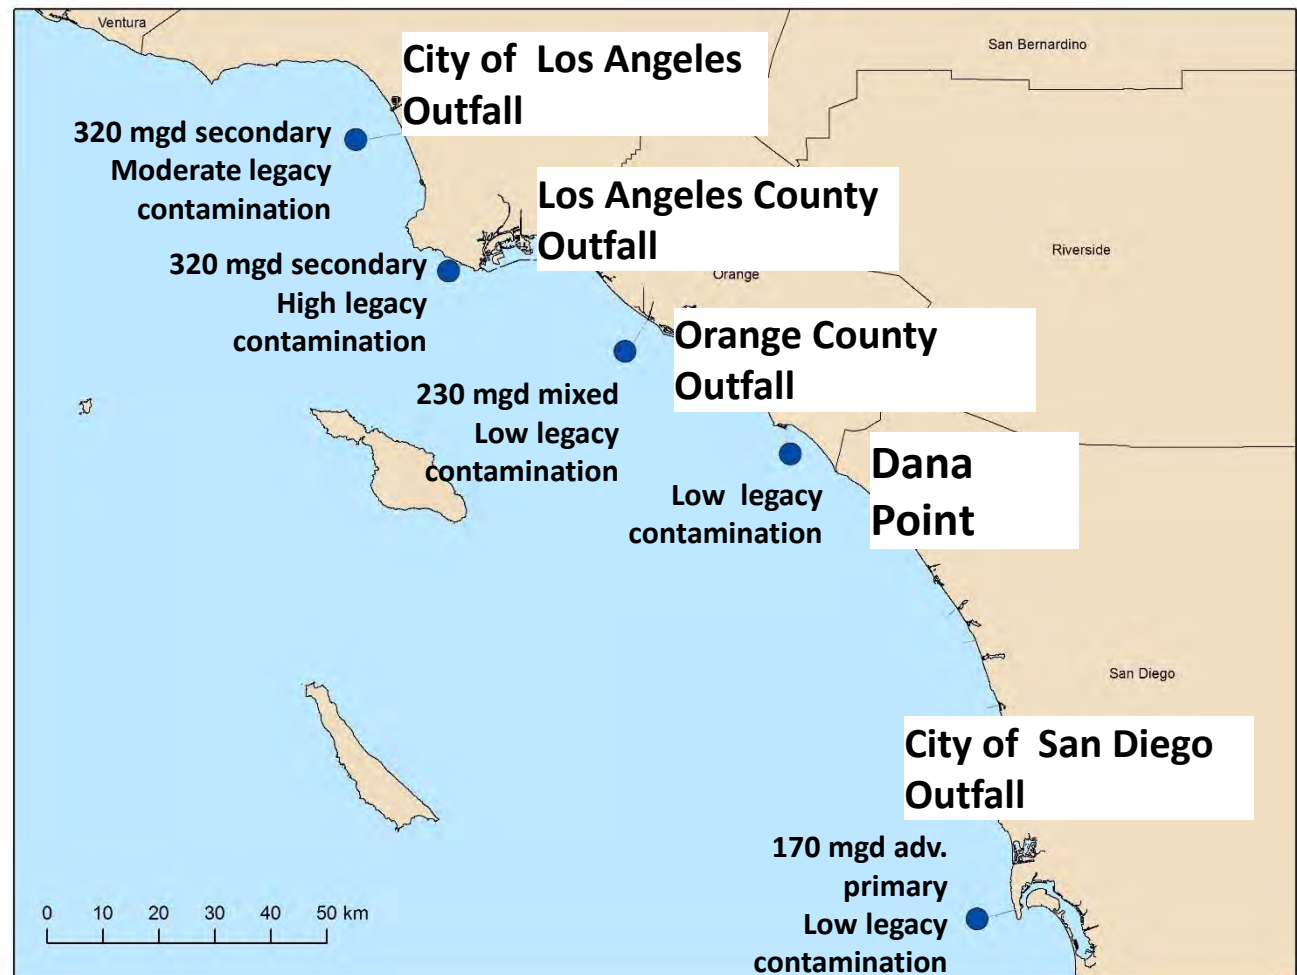 Ventura
San Bernardino
City of Los Angeles
Outfall
320 mgd secondary
Moderate legacy
contamination
Los Angeles County
Outfall
Riverside
320 mgd secondary
High legacy
contamination
Orange
Orange County
Outfall
230 mgd mixed
Low legacy
contamination
Dana
Point
Low legacy
contamination
San Diego
City of San Diego
Outfall
170 mgd adv.
primary
Low legacy
contamination
0 10 20 30 40 50 km